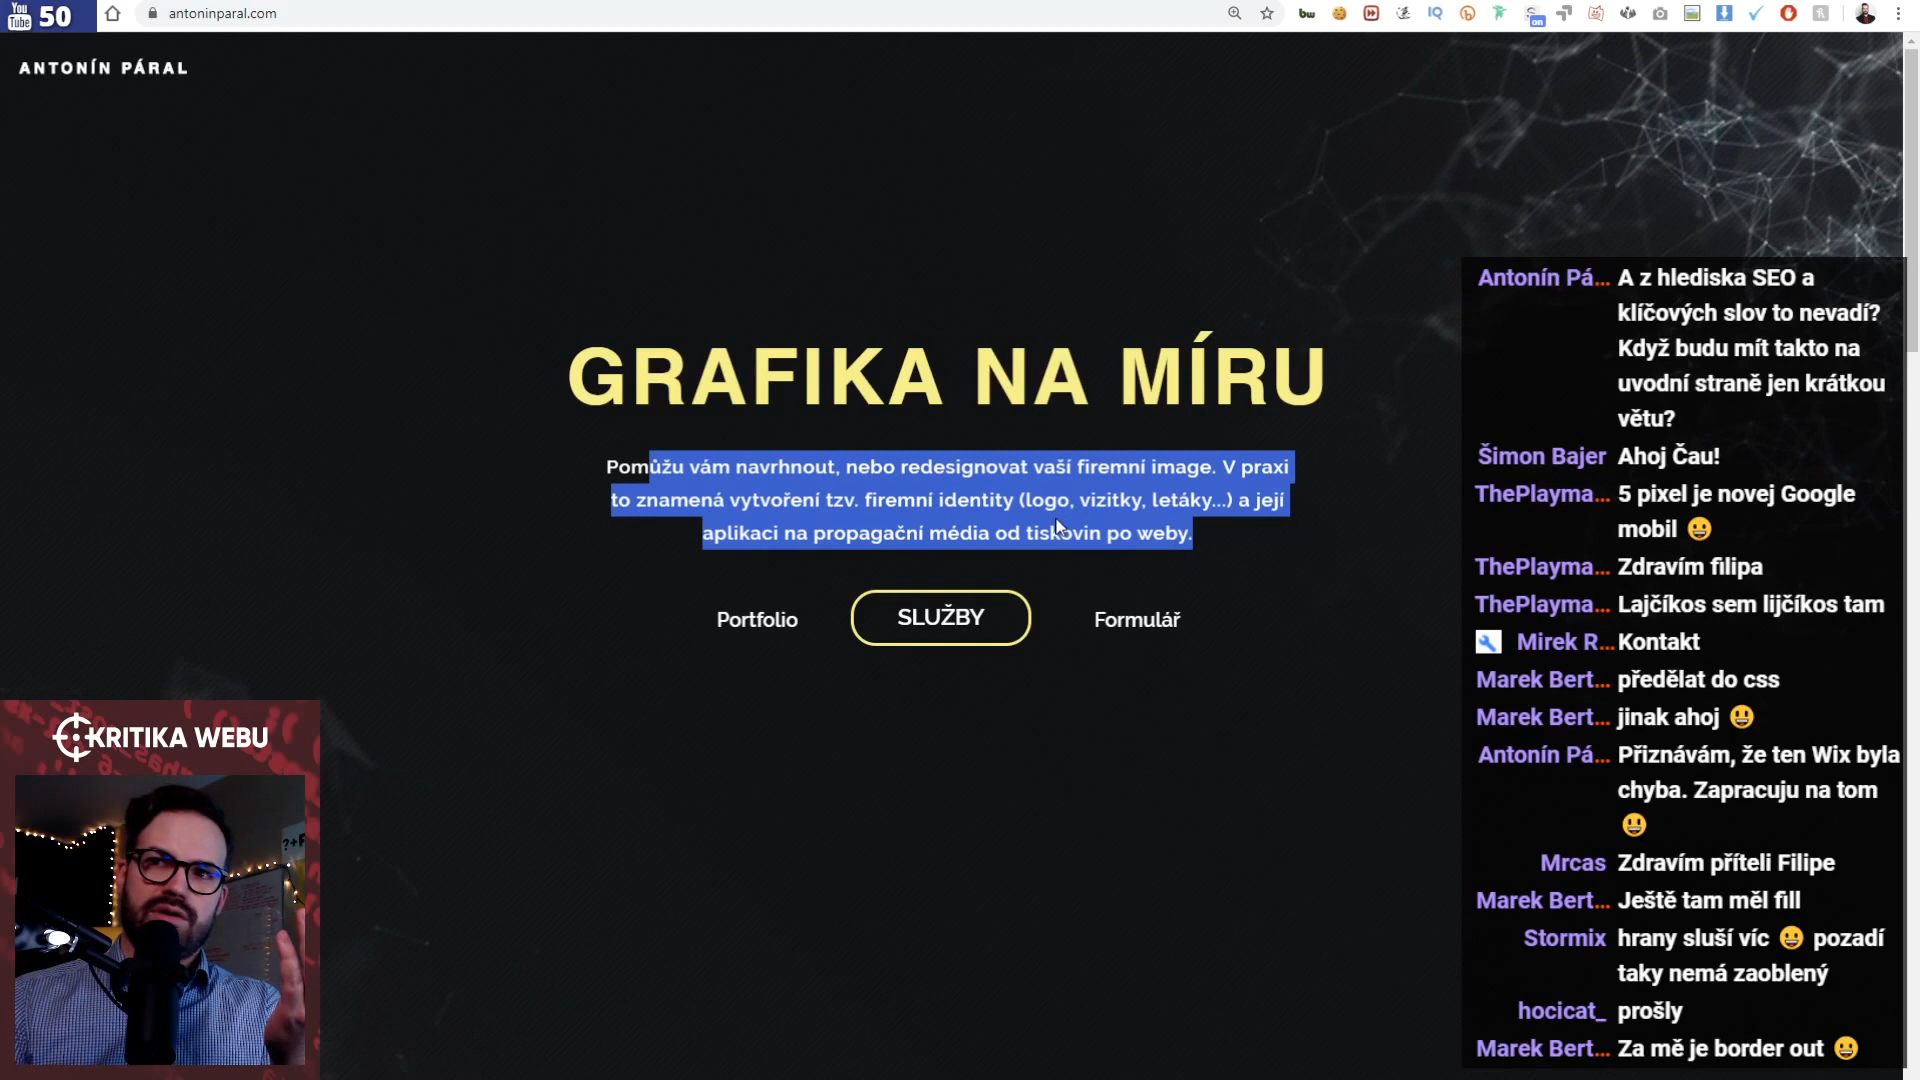 You
Tube 50
antoninparal.com
bw
IQ
on
ANTONÍN PÁRAL
GRAFIKA NA MÍRU
Pomůžu vám navrhnout, nebo redesignovat vaší firemní image. V praxi
to znamená vytvoření tzv. firemní identity (logo, vizitky, letáky...) a její
aplikaci na propagační média od tiskovin po weby.
Portfolio
SLUŽBY
Formulář
KRITIKA WEBU
Antonín Pá... A z hlediska SEO a
klíčových slov to nevadí?
Když budu mít takto na
uvodní straně jen krátkou
větu?
Šimon Bajer Ahoj Čau!
ThePlayma... 5 pixel je novej Google
mobil 😀
ThePlayma... Zdravím filipa
ThePlayma... Lajčíkos sem lijčíkos tam
Mirek R... Kontakt
Marek Bert... předělat do css
Marek Bert... jinak ahoj 😃
Antonín Pá... Přiznávám, že ten Wix byla
chyba. Zapracuju na tom
😃
Mrcas Zdravím příteli Filipe
Marek Bert... Ještě tam měl fill
Stormix hrany sluší víc 😀 pozadí
taky nemá zaoblený
hocicat_ prošly
Marek Bert... Za mě je border out 😀